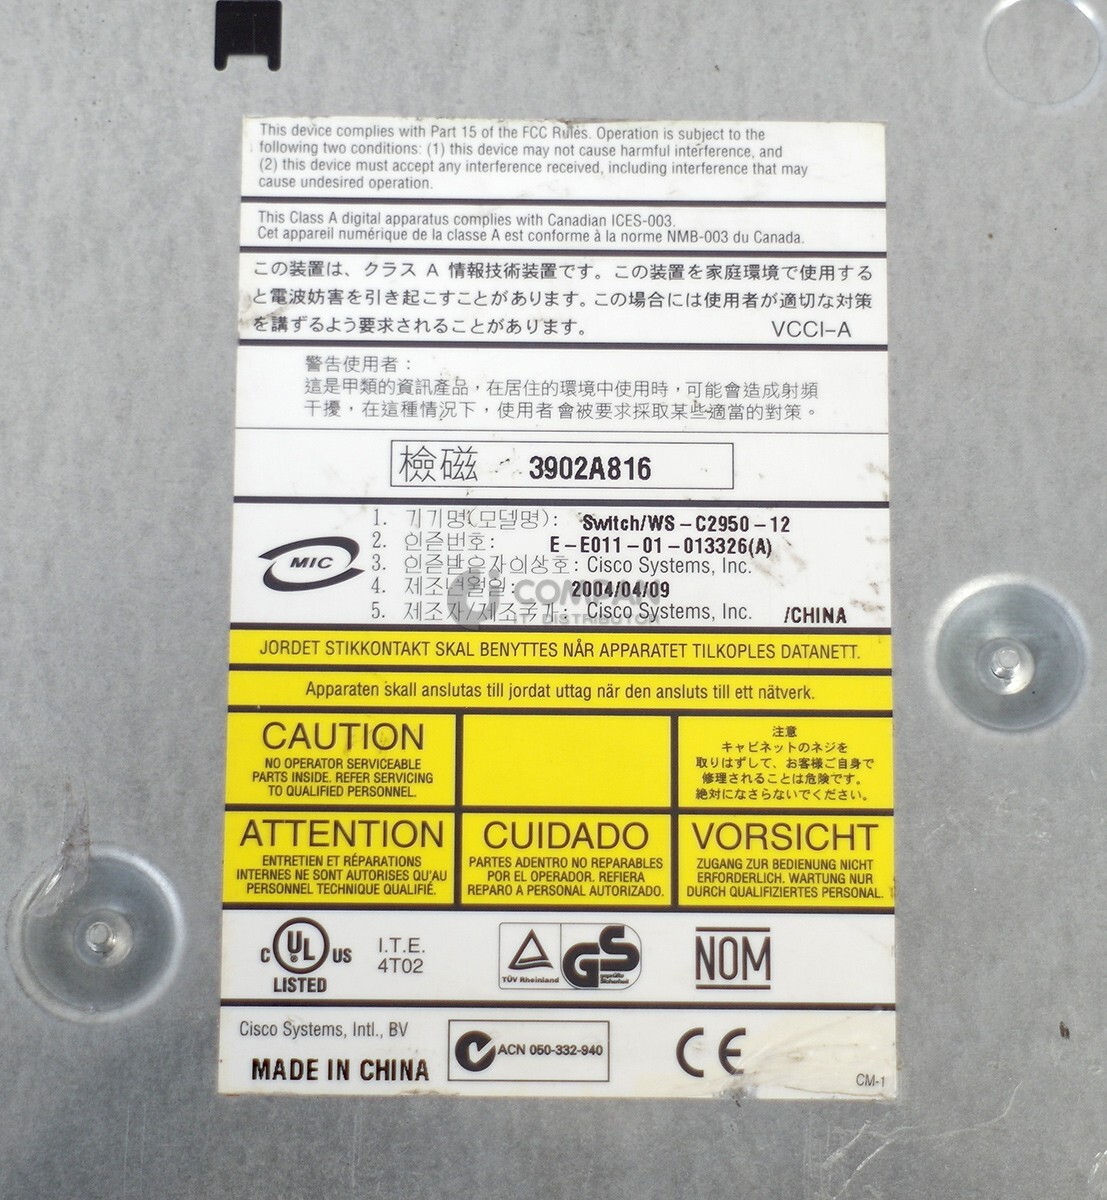 This device complies with Part 15 of the FCC Rules. Operation is subject to the
following two conditions: (1) this device may not cause harmful interference, and
(2) this device must accept any interference received, including interference that may
cause undesired operation.
This Class A digital apparatus complies with Canadian ICES-003.
Cet appareil numérique de la classe A est conforme à la norme NMB-003 du Canada.
この装置は、クラス A 情報技術装置です。この装置を家庭環境で使用する
と電波妨害を引き起こすことがあります。この場合には使用者が適切な対策
を講ずるよう要求されることがあります。 VCCI-A
警告使用者：
這是甲類的資訊產品，在居住的環境中使用時，可能會造成射頻
干擾，在這種情況下，使用者會被要求採取某些適當的對策。
檢磁 3902A816
MIC
1. 기기명(모델명): Switch/WS-C2950-12
2. 인증번호: E-E011-01-013326(A)
3. 인증받은자의상호: Cisco Systems, Inc.
4. 제조년월일: 2004/04/09
5. 제조자/제조국가: Cisco Systems, Inc. /CHINA
COMPAN
IT DISTRIBUTOR
JORDET STIKKONTAKT SKAL BENYTTES NÅR APPARATET TILKOPLES DATANETT.
Apparaten skall anslutas till jordat uttag när den ansluts till ett nätverk.
CAUTION
NO OPERATOR SERVICEABLE
PARTS INSIDE. REFER SERVICING
TO QUALIFIED PERSONNEL.
注意
キャビネットのネジを
取りはずして、お客様ご自身で
修理されることは危険です。
絶対になさらないでください。
ATTENTION
ENTRETIEN ET RÉPARATIONS
INTERNES NE SONT AUTORISES QU'AU
PERSONNEL TECHNIQUE QUALIFIÉ.
CUIDADO
PARTES ADENTRO NO REPARABLES
POR EL OPERADOR. REFIERA
REPARO A PERSONAL AUTORIZADO.
VORSICHT
ZUGANG ZUR BEDIENUNG NICHT
ERFORDERLICH. WARTUNG NUR
DURCH QUALIFIZIERTES PERSONAL.
C UL US
LISTED
I.T.E.
4T02
TÜV Rheinland
GS
geprüfte
Sicherheit
NOM
Cisco Systems, Intl., BV
MADE IN CHINA
ACN 050-332-940
CE
CM-1